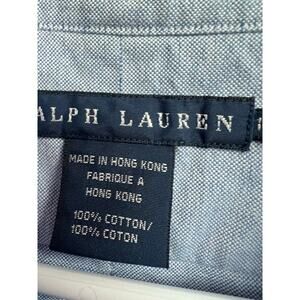 ALPH LAUREN
MADE IN HONG KONG
FABRIQUE A
HONG KONG
100% COTTON/
100% COTON